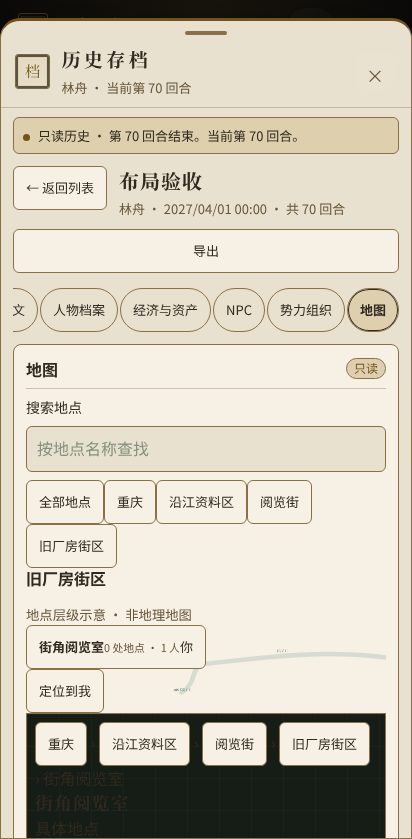 档
历史存档
林舟 · 当前第 70 回合
只读历史 · 第 70 回合结束。当前第 70 回合。
← 返回列表
布局验收
林舟 · 2027/04/01 00:00 · 共 70 回合
导出
文 人物档案 经济与资产 NPC 势力组织 地图
地图 只读
搜索地点
按地点名称查找
全部地点 重庆 沿江资料区 阅览街
旧厂房街区
旧厂房街区
地点层级示意 · 非地理地图
街角阅览室0 处地点 · 1 人你
定位到我
重庆 沿江资料区 阅览街 旧厂房街区
› 街角阅览室
街角阅览室
具体地点